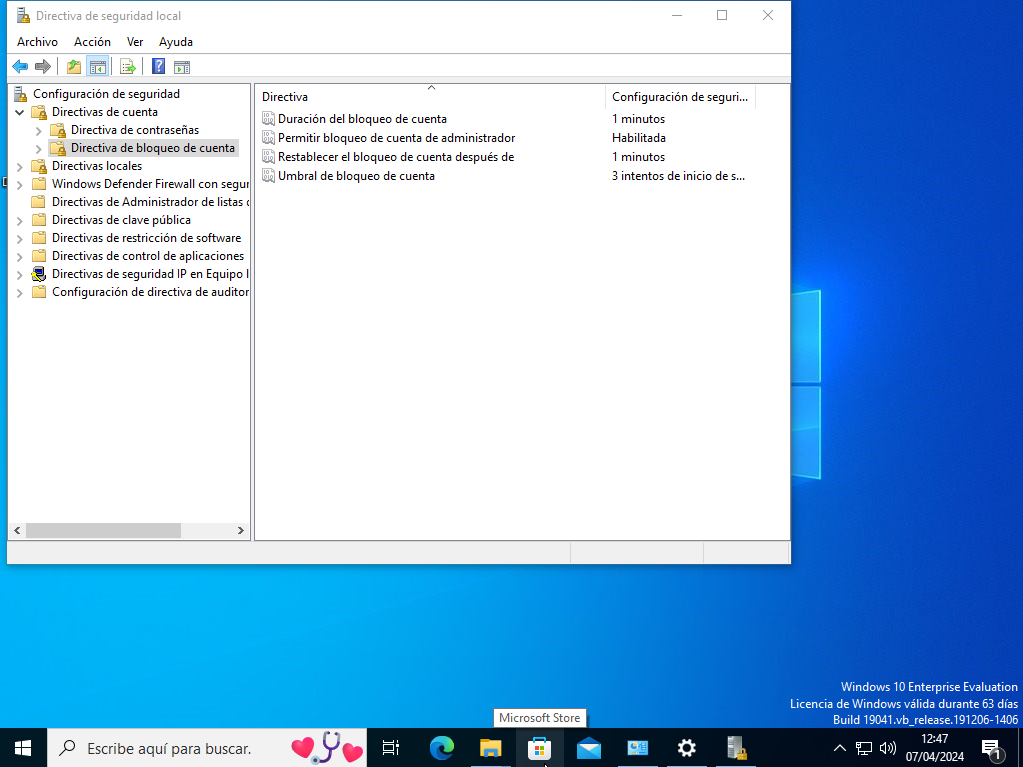 Directiva de seguridad local
Archivo Acción Ver Ayuda
Configuración de seguridad
Directivas de cuenta
Directiva de contraseñas
Directiva de bloqueo de cuenta
Directivas locales
Windows Defender Firewall con segur
Directivas de Administrador de listas
Directivas de clave pública
Directivas de restricción de software
Directivas de control de aplicaciones
Directivas de seguridad IP en Equipo l
Configuración de directiva de auditor
Directiva Configuración de seguri...
Duración del bloqueo de cuenta 1 minutos
Permitir bloqueo de cuenta de administrador Habilitada
Restablecer el bloqueo de cuenta después de 1 minutos
Umbral de bloqueo de cuenta 3 intentos de inicio de s...
Windows 10 Enterprise Evaluation
Licencia de Windows válida durante 63 días
Build 19041.vb_release.191206-1406
Microsoft Store
Escribe aquí para buscar.
12:47
07/04/2024
1